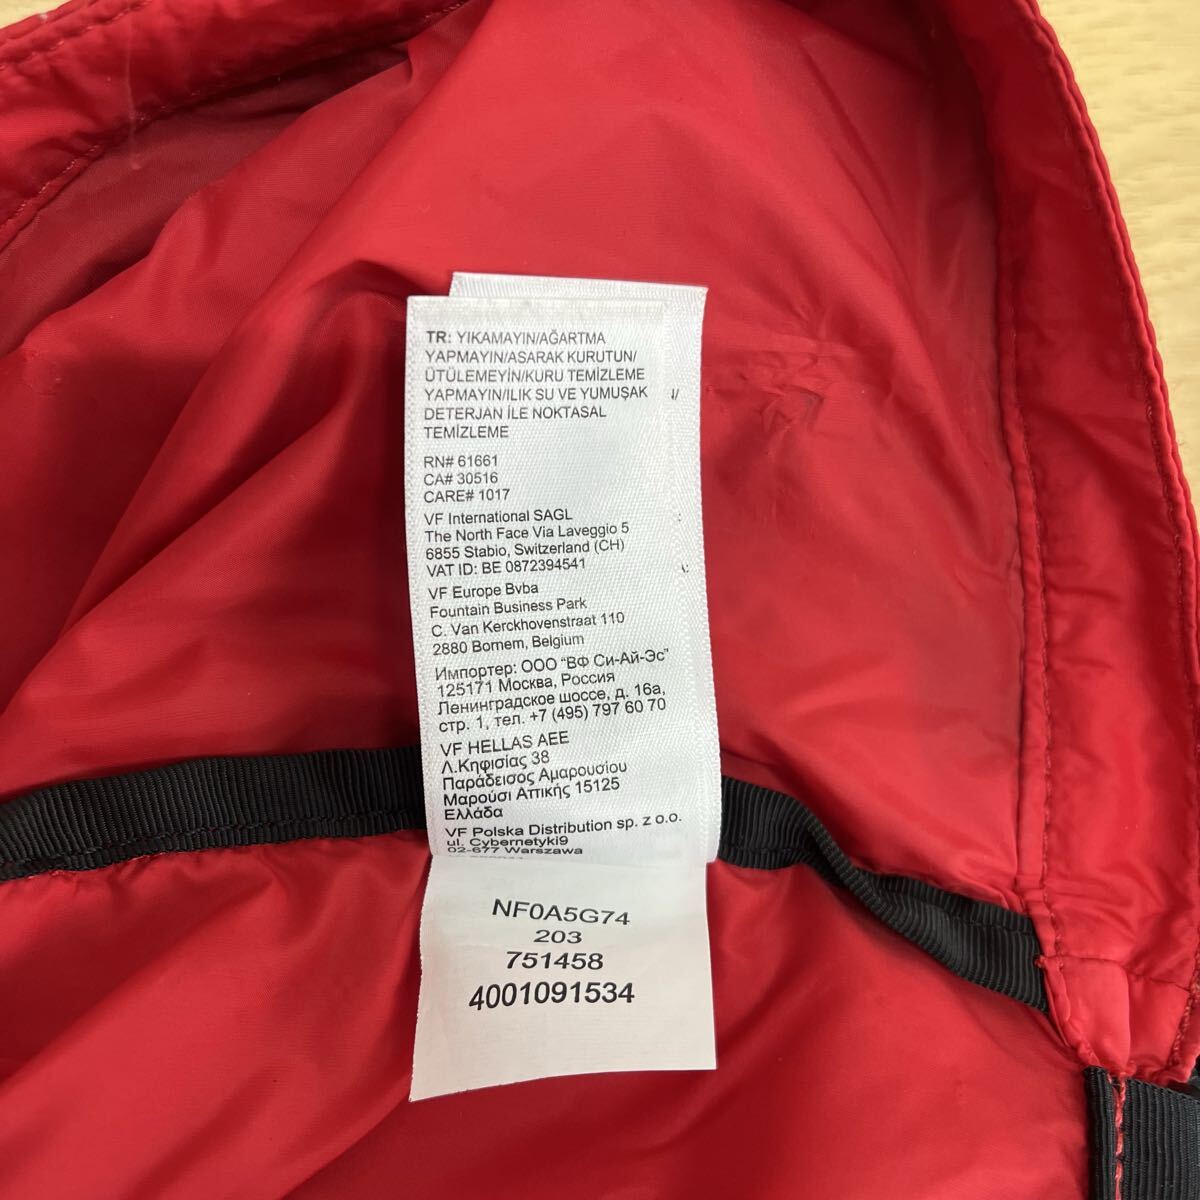 TR: YIKAMAYIN/AĞARTMA
YAPMAYIN/ASARAK KURUTUN/
ÜTÜLEMEYİN/KURU TEMİZLEME
YAPMAYIN/ILIK SU VE YUMUŞAK
DETERJAN İLE NOKTASAL
TEMİZLEME
RN# 61661
CA# 30516
CARE# 1017
VF International SAGL
The North Face Via Laveggio 5
6855 Stabio, Switzerland (CH)
VAT ID: BE 0872394541
VF Europe Bvba
Fountain Business Park
C. Van Kerckhovenstraat 110
2880 Bornem, Belgium
Импортер: ООО "ВФ Си-Ай-Эс"
125171 Москва, Россия
Ленинградское шоссе, д. 16а,
стр. 1, тел. +7 (495) 797 60 70
VF HELLAS AEE
Λ.Κηφισίας 38
Παράδεισος Αμαρουσίου
Μαρούσι Αττικής 15125
Ελλάδα
VF Polska Distribution sp. z o.o.
ul. Cybernetyki9
02-677 Warszawa
NF0A5G74
203
751458
4001091534